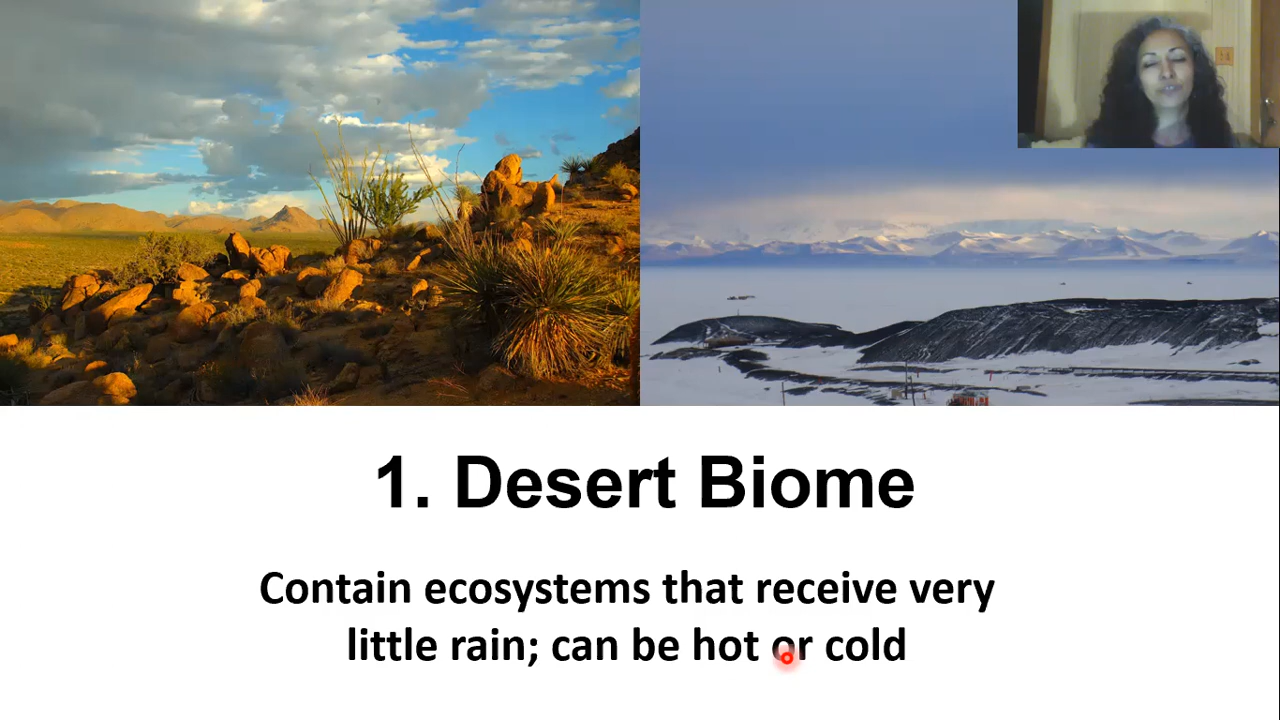 1. Desert Biome
Contain ecosystems that receive very
little rain; can be hot or cold